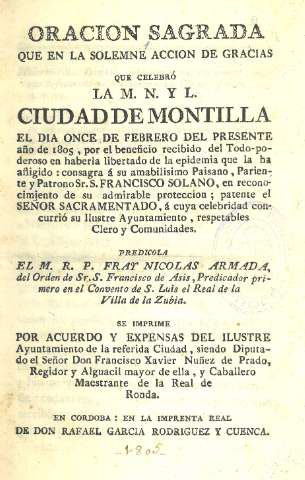 ORACION SAGRADA
QUE EN LA SOLEMNE ACCION DE GRACIAS
QUE CELEBRÓ
LA M. N. Y L.
CIUDAD DE MONTILLA
EL DIA ONCE DE FEBRERO DEL PRESENTE
año de 1805, por el beneficio recibido del Todo-po-
deroso en haberla libertado de la epidemia que la ha
afligido: consagra á su amabilisimo Paisano, Parien-
te y Patrono Sr. S. FRANCISCO SOLANO, en recono-
cimiento de su admirable proteccion; patente el
SEÑOR SACRAMENTADO, á cuya celebridad con-
currió su Ilustre Ayuntamiento, respetables
Clero y Comunidades.
PREDICOLA
EL M. R. P. FRAY NICOLAS ARMADA,
del Orden de Sr. S. Francisco de Asis, Predicador pri-
mero en el Convento de S. Luis el Real de la
Villa de la Zubia.
SE IMPRIME
POR ACUERDO Y EXPENSAS DEL ILUSTRE
Ayuntamiento de la referida Ciudad, siendo Diputa-
do el Señor Don Francisco Xavier Nuñez de Prado,
Regidor y Alguacil mayor de ella, y Caballero
Maestrante de la Real de
Ronda.
EN CORDOBA: EN LA IMPRENTA REAL
DE DON RAFAEL GARCIA RODRIGUEZ Y CUENCA.
-1805-